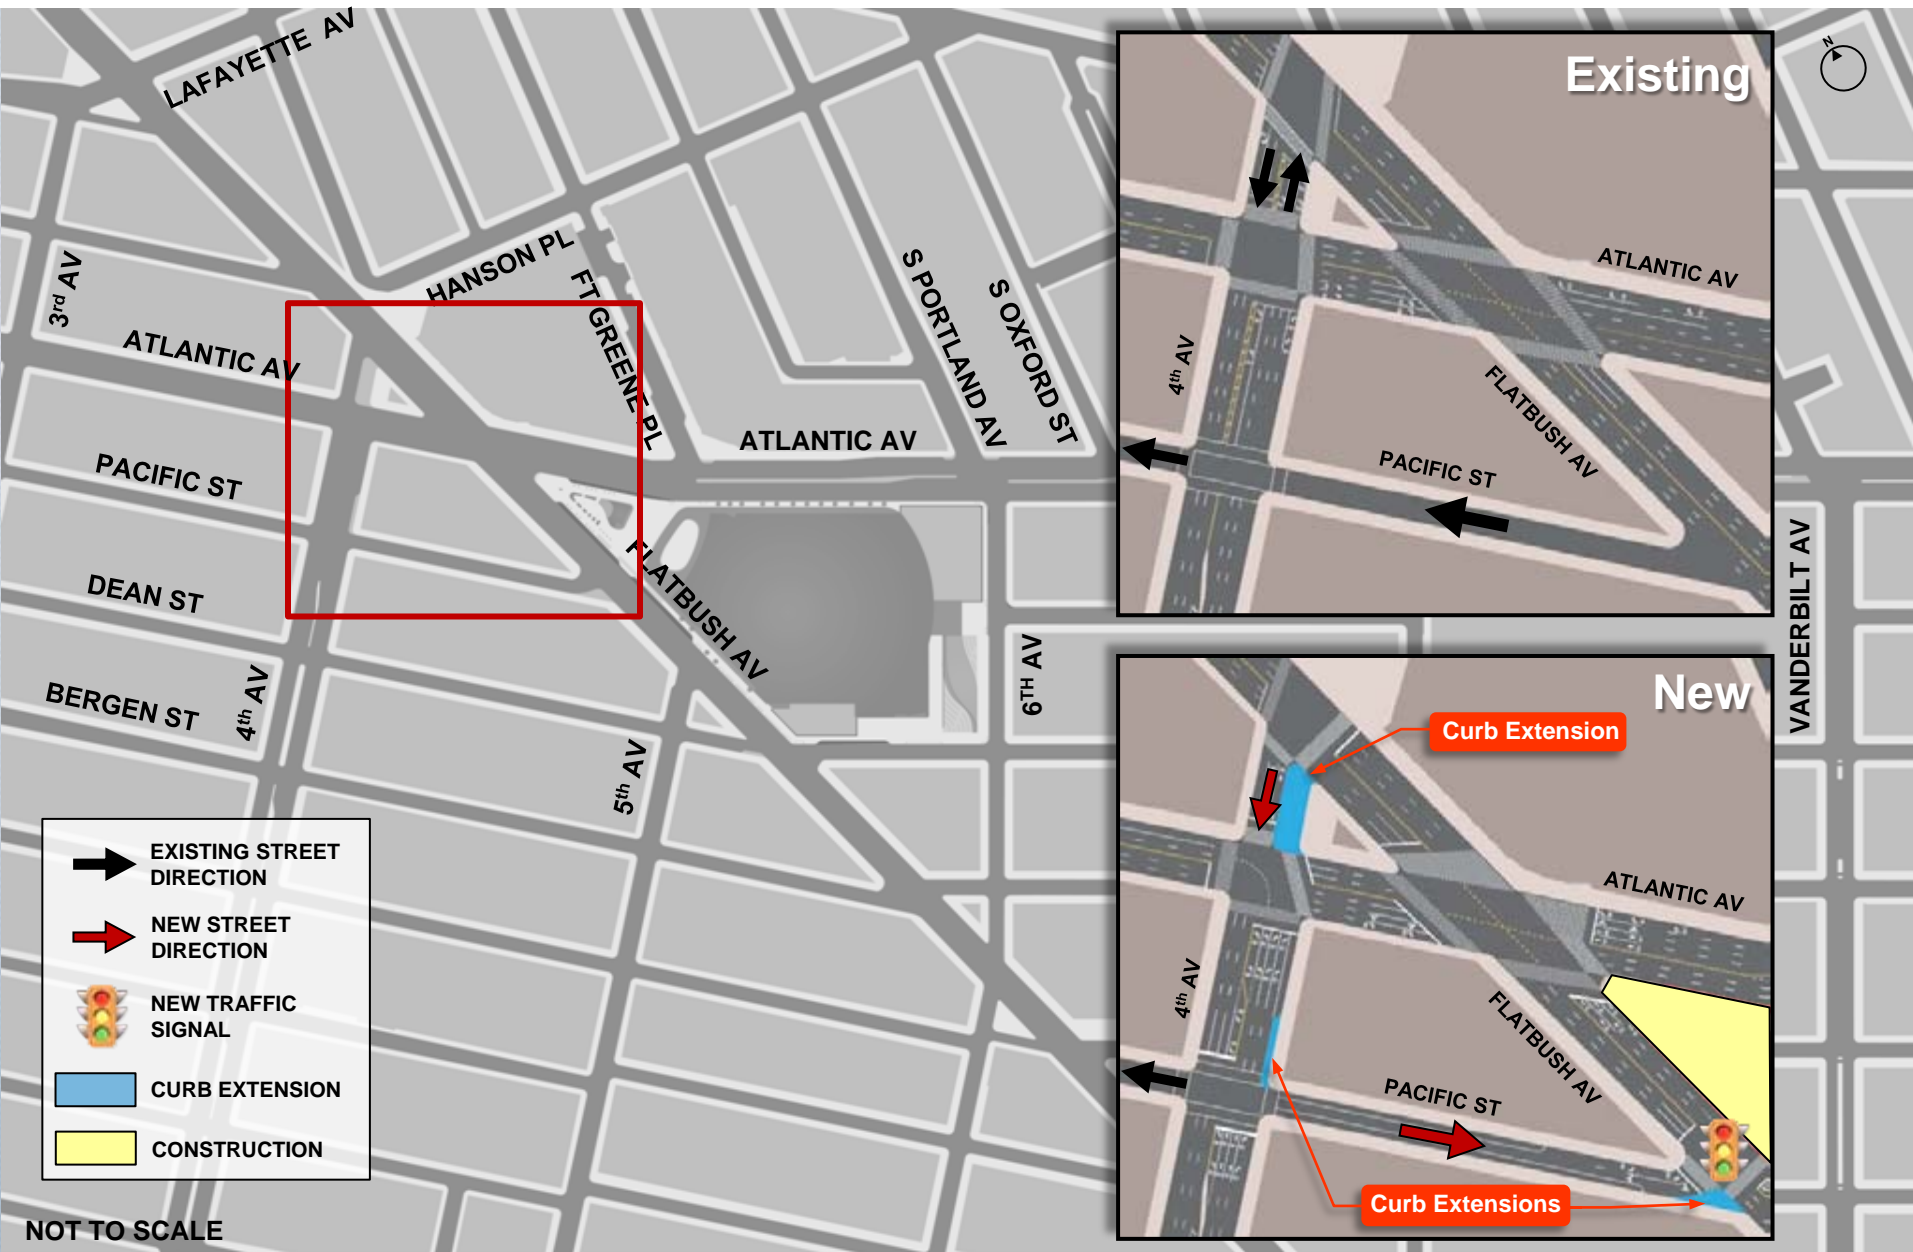 LAFAYETTE AV
HANSON PL
3rd AV
FT GREENE PL
S PORTLAND AV
S OXFORD ST
ATLANTIC AV
ATLANTIC AV
PACIFIC ST
DEAN ST
FLATBUSH AV
BERGEN ST
4th AV
5th AV
6TH AV
VANDERBILT AV
N
Existing
ATLANTIC AV
4th AV
FLATBUSH AV
PACIFIC ST
New
Curb Extension
ATLANTIC AV
4th AV
FLATBUSH AV
PACIFIC ST
Curb Extensions
EXISTING STREET
DIRECTION
NEW STREET
DIRECTION
NEW TRAFFIC
SIGNAL
CURB EXTENSION
CONSTRUCTION
NOT TO SCALE